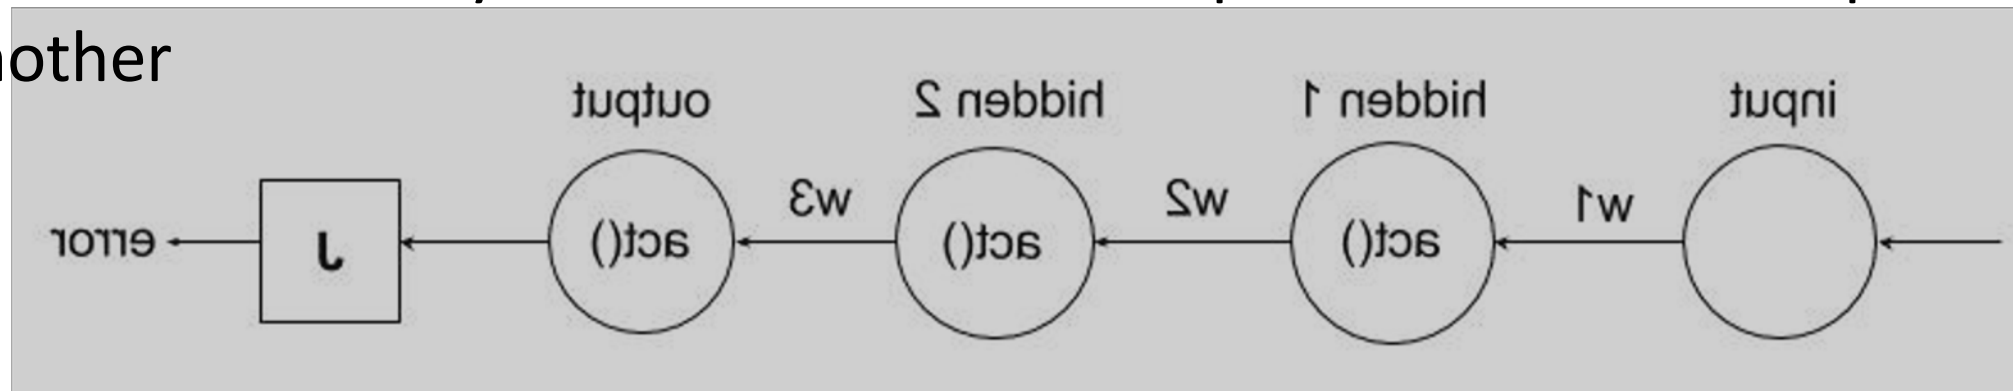 other
input hidden 1 hidden 2 output
w1 w2 w3
act() act() act() J error